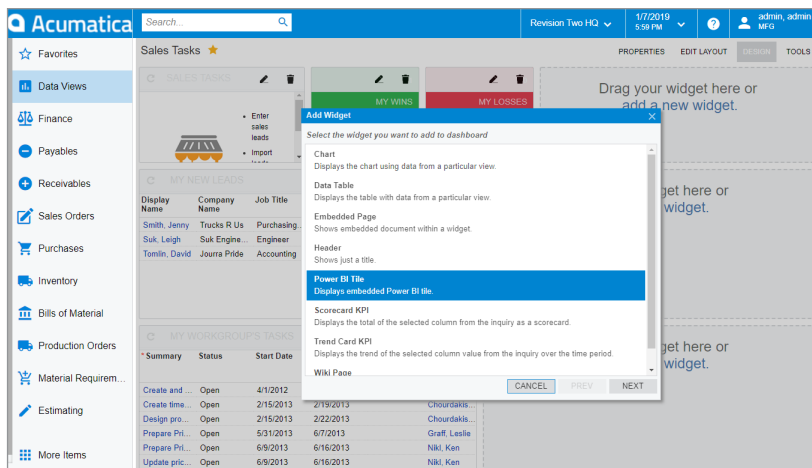 Acumatica
Search...
Revision Two HQ
1/7/2019
5:59 PM
?
admin, admin
MFG
Favorites
Data Views
Finance
Payables
Receivables
Sales Orders
Purchases
Inventory
Bills of Material
Production Orders
Material Requirem...
Estimating
More Items
Sales Tasks
PROPERTIES EDIT LAYOUT DESIGN TOOLS
SALES TASKS
• Enter
sales
leads
• Import
leads
MY WINS
MY LOSSES
Drag your widget here or
add a new widget.
MY NEW LEADS
Display
Name
Company
Name
Job Title
Smith, Jenny Trucks R Us Purchasing...
Suk, Leigh Suk Engine... Engineer
Tomlin, David Jourra Pride Accounting
get here or
widget.
MY WORKGROUP'S TASKS
* Summary Status Start Date
Create and ... Open 4/1/2012
Create time... Open 2/15/2013 2/19/2013 Chourdakis...
Design pro... Open 2/15/2013 2/22/2013 Chourdakis...
Prepare Pri... Open 5/31/2013 6/7/2013 Graff, Leslie
Prepare Pri... Open 6/9/2013 6/16/2013 Nikl, Ken
Update pric... Open 6/9/2013 6/16/2013 Nikl, Ken
get here or
widget.
Add Widget
Select the widget you want to add to dashboard
Chart
Displays the chart using data from a particular view.
Data Table
Displays the table with data from a particular view.
Embedded Page
Shows embedded document within a widget.
Header
Shows just a title.
Power BI Tile
Displays embedded Power BI tile.
Scorecard KPI
Displays the total of the selected column from the inquiry as a scorecard.
Trend Card KPI
Displays the trend of the selected column value from the inquiry over the time period.
Wiki Page
CANCEL PREV NEXT